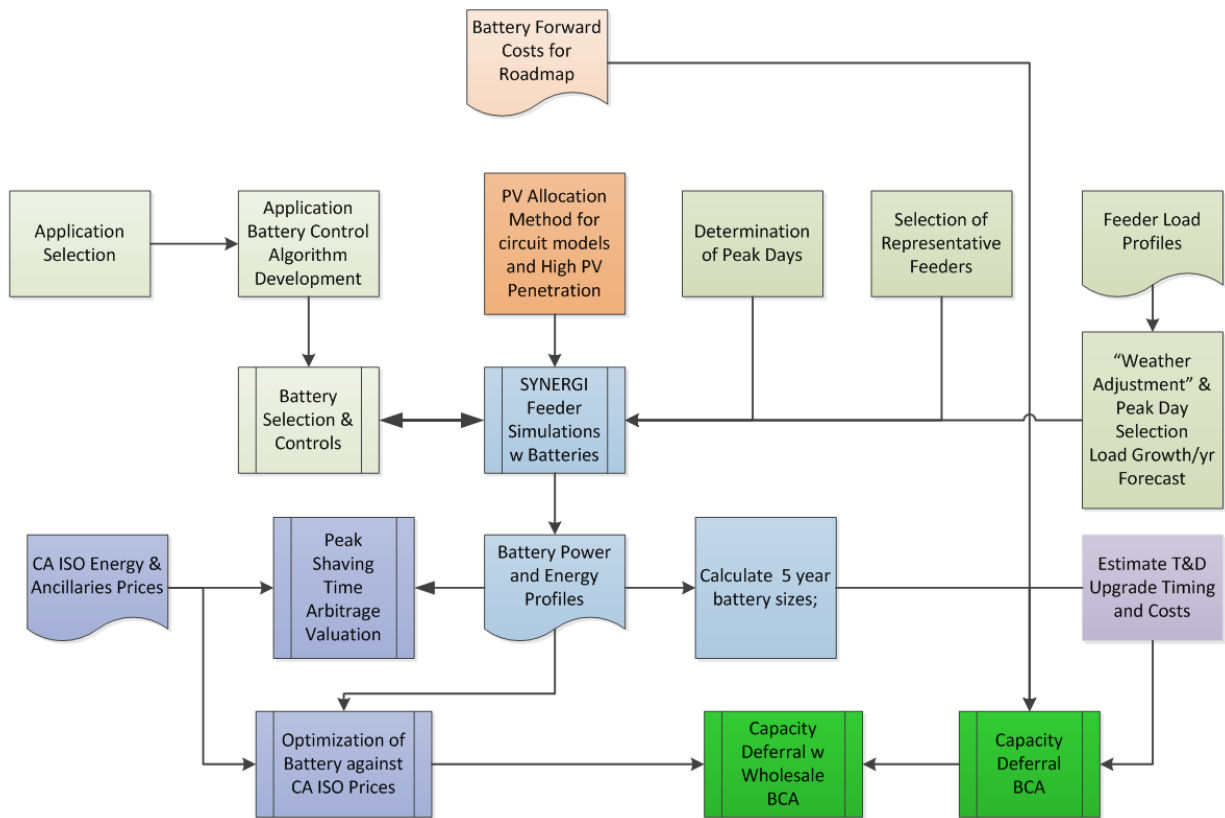 Battery Forward
Costs for
Roadmap
Application
Selection
Application
Battery Control
Algorithm
Development
PV Allocation
Method for
circuit models
and High PV
Penetration
Determination
of Peak Days
Selection of
Representative
Feeders
Feeder Load
Profiles
Battery
Selection &
Controls
SYNERGI
Feeder
Simulations
w Batteries
“Weather
Adjustment” &
Peak Day
Selection
Load Growth/yr
Forecast
CA ISO Energy &
Ancillaries Prices
Peak
Shaving
Time
Arbitrage
Valuation
Battery Power
and Energy
Profiles
Calculate 5 year
battery sizes;
Estimate T&D
Upgrade Timing
and Costs
Optimization of
Battery against
CA ISO Prices
Capacity
Deferral w
Wholesale
BCA
Capacity
Deferral
BCA